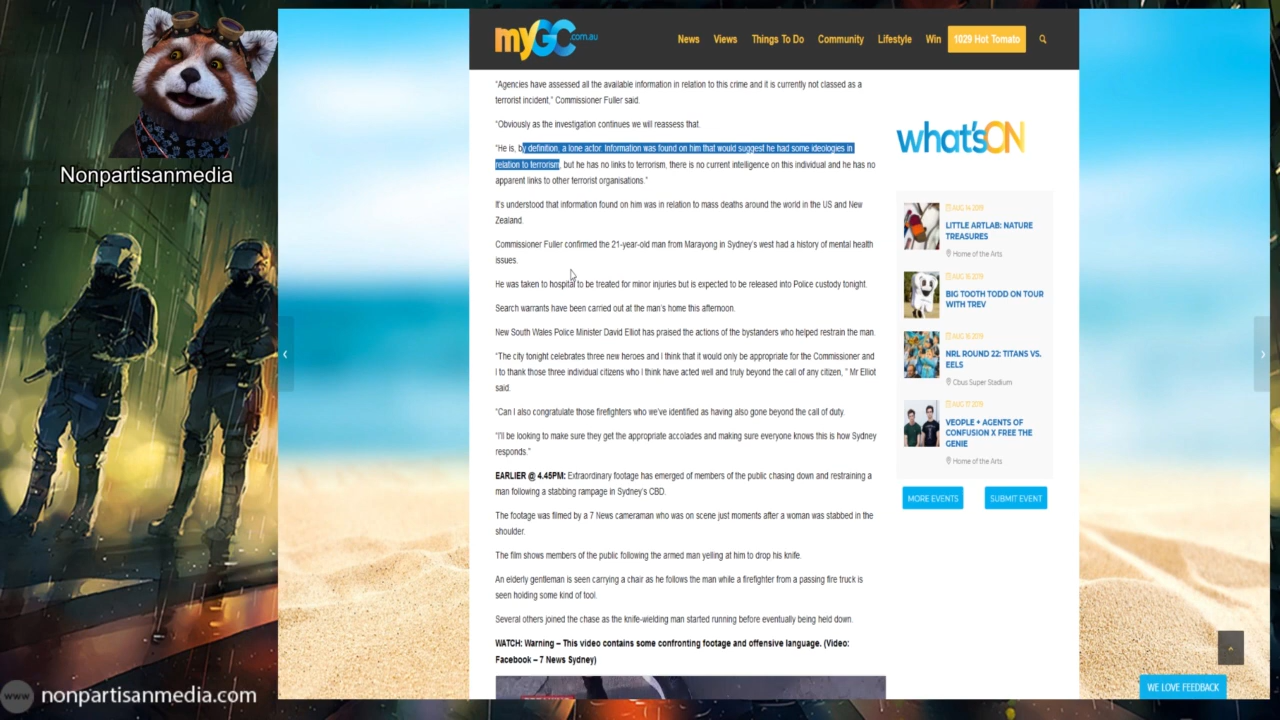 myGC.com.au
News Views Things To Do Community Lifestyle Win 1029 Hot Tomato
"Agencies have assessed all the available information in relation to this crime and it is currently not classed as a
terrorist incident," Commissioner Fuller said.
"Obviously as the investigation continues we will reassess that.
"He is, by definition, a lone actor. Information was found on him that would suggest he had some ideologies in
relation to terrorism, but he has no links to terrorism, there is no current intelligence on this individual and he has no
apparent links to other terrorist organisations."
It's understood that information found on him was in relation to mass deaths around the world in the US and New
Zealand.
Commissioner Fuller confirmed the 21-year-old man from Marayong in Sydney's west had a history of mental health
issues.
He was taken to hospital to be treated for minor injuries but is expected to be released into Police custody tonight.
Search warrants have been carried out at the man's home this afternoon.
New South Wales Police Minister David Elliot has praised the actions of the bystanders who helped restrain the man.
"The city tonight celebrates three new heroes and I think that it would only be appropriate for the Commissioner and
I to thank those three individual citizens who I think have acted well and truly beyond the call of any citizen, " Mr Elliot
said.
"Can I also congratulate those firefighters who we've identified as having also gone beyond the call of duty.
"I'll be looking to make sure they get the appropriate accolades and making sure everyone knows this is how Sydney
responds."
EARLIER @ 4.45PM: Extraordinary footage has emerged of members of the public chasing down and restraining a
man following a stabbing rampage in Sydney's CBD.
The footage was filmed by a 7 News cameraman who was on scene just moments after a woman was stabbed in the
shoulder.
The film shows members of the public following the armed man yelling at him to drop his knife.
An elderly gentleman is seen carrying a chair as he follows the man while a firefighter from a passing fire truck is
seen holding some kind of tool.
Several others joined the chase as the knife-wielding man started running before eventually being held down.
WATCH: Warning – This video contains some confronting footage and offensive language. (Video:
Facebook – 7 News Sydney)
what'sON
AUG 14 2019
LITTLE ARTLAB: NATURE
TREASURES
Home of the Arts
AUG 16 2019
BIG TOOTH TODD ON TOUR
WITH TREV
AUG 16 2019
NRL ROUND 22: TITANS VS.
EELS
Cbus Super Stadium
AUG 17 2019
VEOPLE + AGENTS OF
CONFUSION X FREE THE
GENIE
Home of the Arts
MORE EVENTS SUBMIT EVENT
WE LOVE FEEDBACK
Nonpartisanmedia
www nonpartisanmedia.com